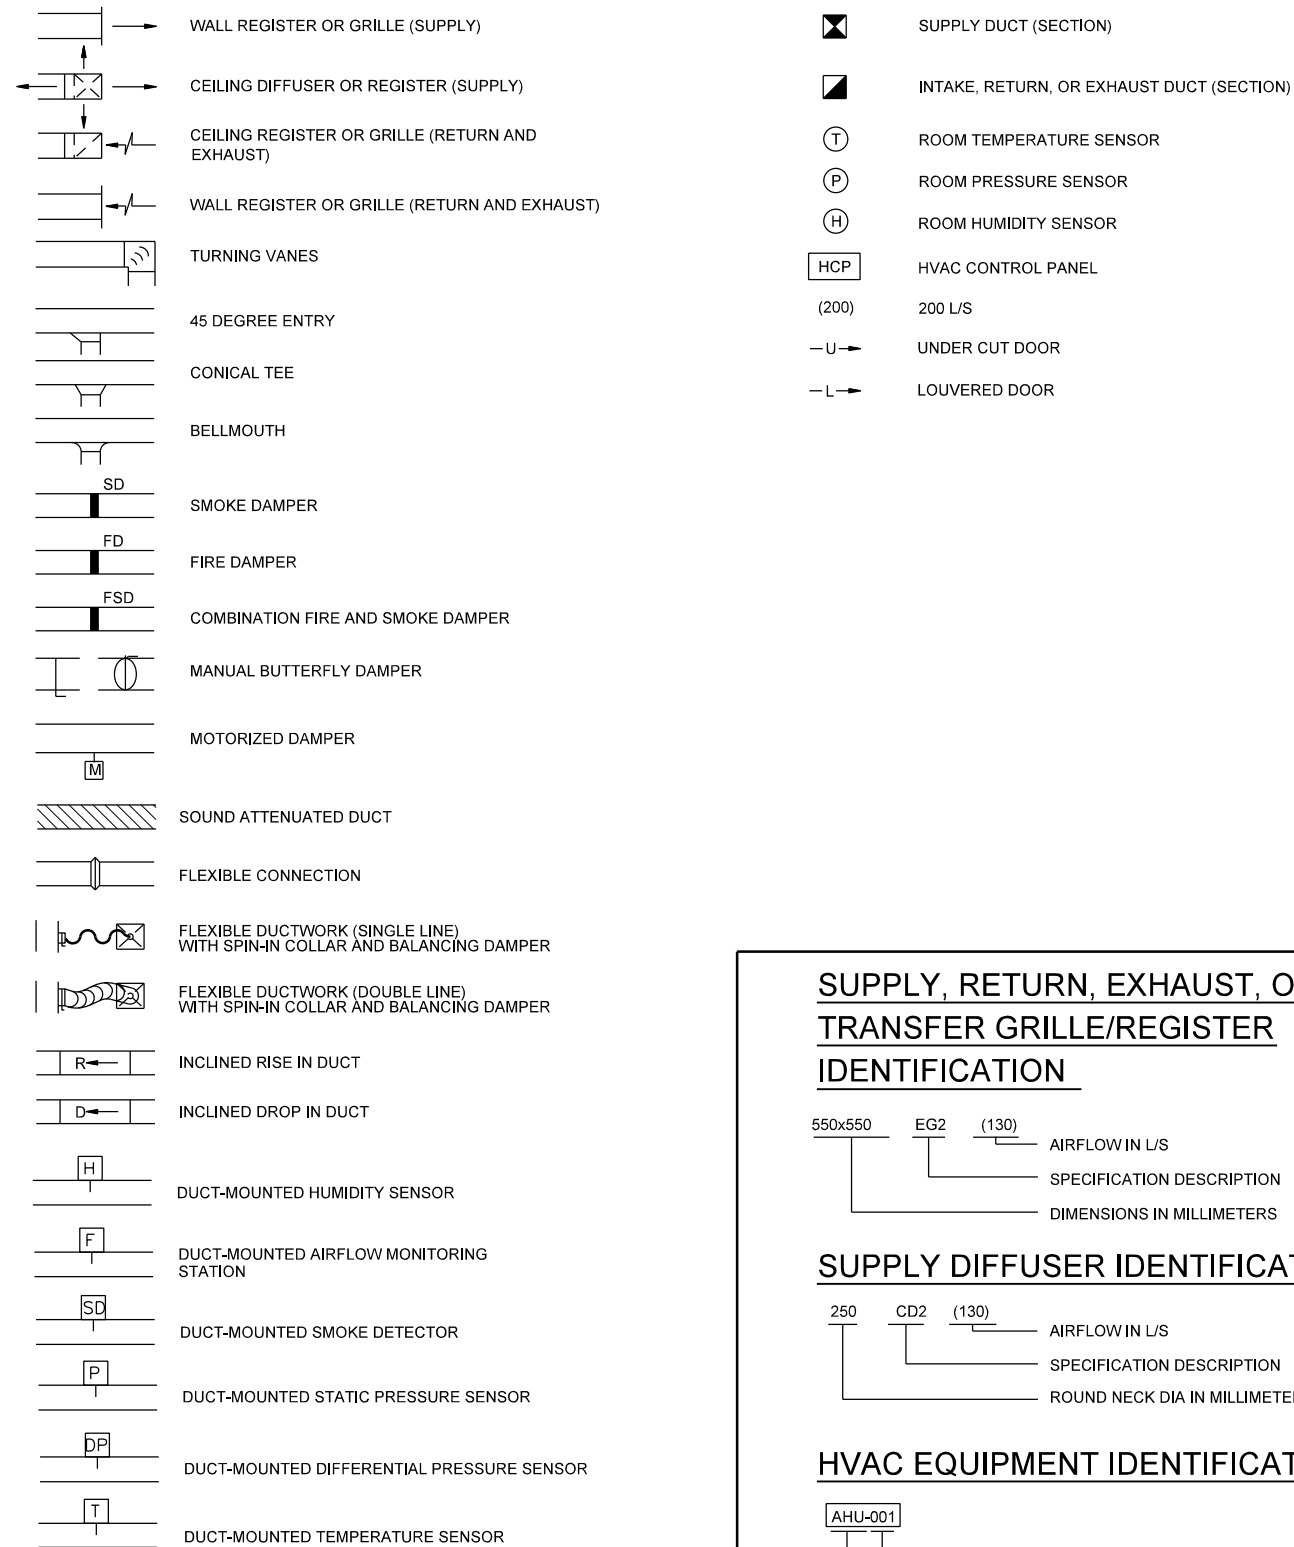 WALL REGISTER OR GRILLE (SUPPLY)
CEILING DIFFUSER OR REGISTER (SUPPLY)
CEILING REGISTER OR GRILLE (RETURN AND
EXHAUST)
WALL REGISTER OR GRILLE (RETURN AND EXHAUST)
TURNING VANES
45 DEGREE ENTRY
CONICAL TEE
BELLMOUTH
SD
SMOKE DAMPER
FD
FIRE DAMPER
FSD
COMBINATION FIRE AND SMOKE DAMPER
MANUAL BUTTERFLY DAMPER
MOTORIZED DAMPER
M
SOUND ATTENUATED DUCT
FLEXIBLE CONNECTION
FLEXIBLE DUCTWORK (SINGLE LINE)
WITH SPIN-IN COLLAR AND BALANCING DAMPER
FLEXIBLE DUCTWORK (DOUBLE LINE)
WITH SPIN-IN COLLAR AND BALANCING DAMPER
R INCLINED RISE IN DUCT
D INCLINED DROP IN DUCT
H
DUCT-MOUNTED HUMIDITY SENSOR
F
DUCT-MOUNTED AIRFLOW MONITORING
STATION
SD
DUCT-MOUNTED SMOKE DETECTOR
P
DUCT-MOUNTED STATIC PRESSURE SENSOR
DP
DUCT-MOUNTED DIFFERENTIAL PRESSURE SENSOR
T
DUCT-MOUNTED TEMPERATURE SENSOR
SUPPLY DUCT (SECTION)
INTAKE, RETURN, OR EXHAUST DUCT (SECTION)
T ROOM TEMPERATURE SENSOR
P ROOM PRESSURE SENSOR
H ROOM HUMIDITY SENSOR
HCP HVAC CONTROL PANEL
(200) 200 L/S
U UNDER CUT DOOR
L LOUVERED DOOR
SUPPLY, RETURN, EXHAUST, O
TRANSFER GRILLE/REGISTER
IDENTIFICATION
550x550 EG2 (130)
AIRFLOW IN L/S
SPECIFICATION DESCRIPTION
DIMENSIONS IN MILLIMETERS
SUPPLY DIFFUSER IDENTIFICAT
250 CD2 (130)
AIRFLOW IN L/S
SPECIFICATION DESCRIPTION
ROUND NECK DIA IN MILLIMETE
HVAC EQUIPMENT IDENTIFICAT
AHU-001